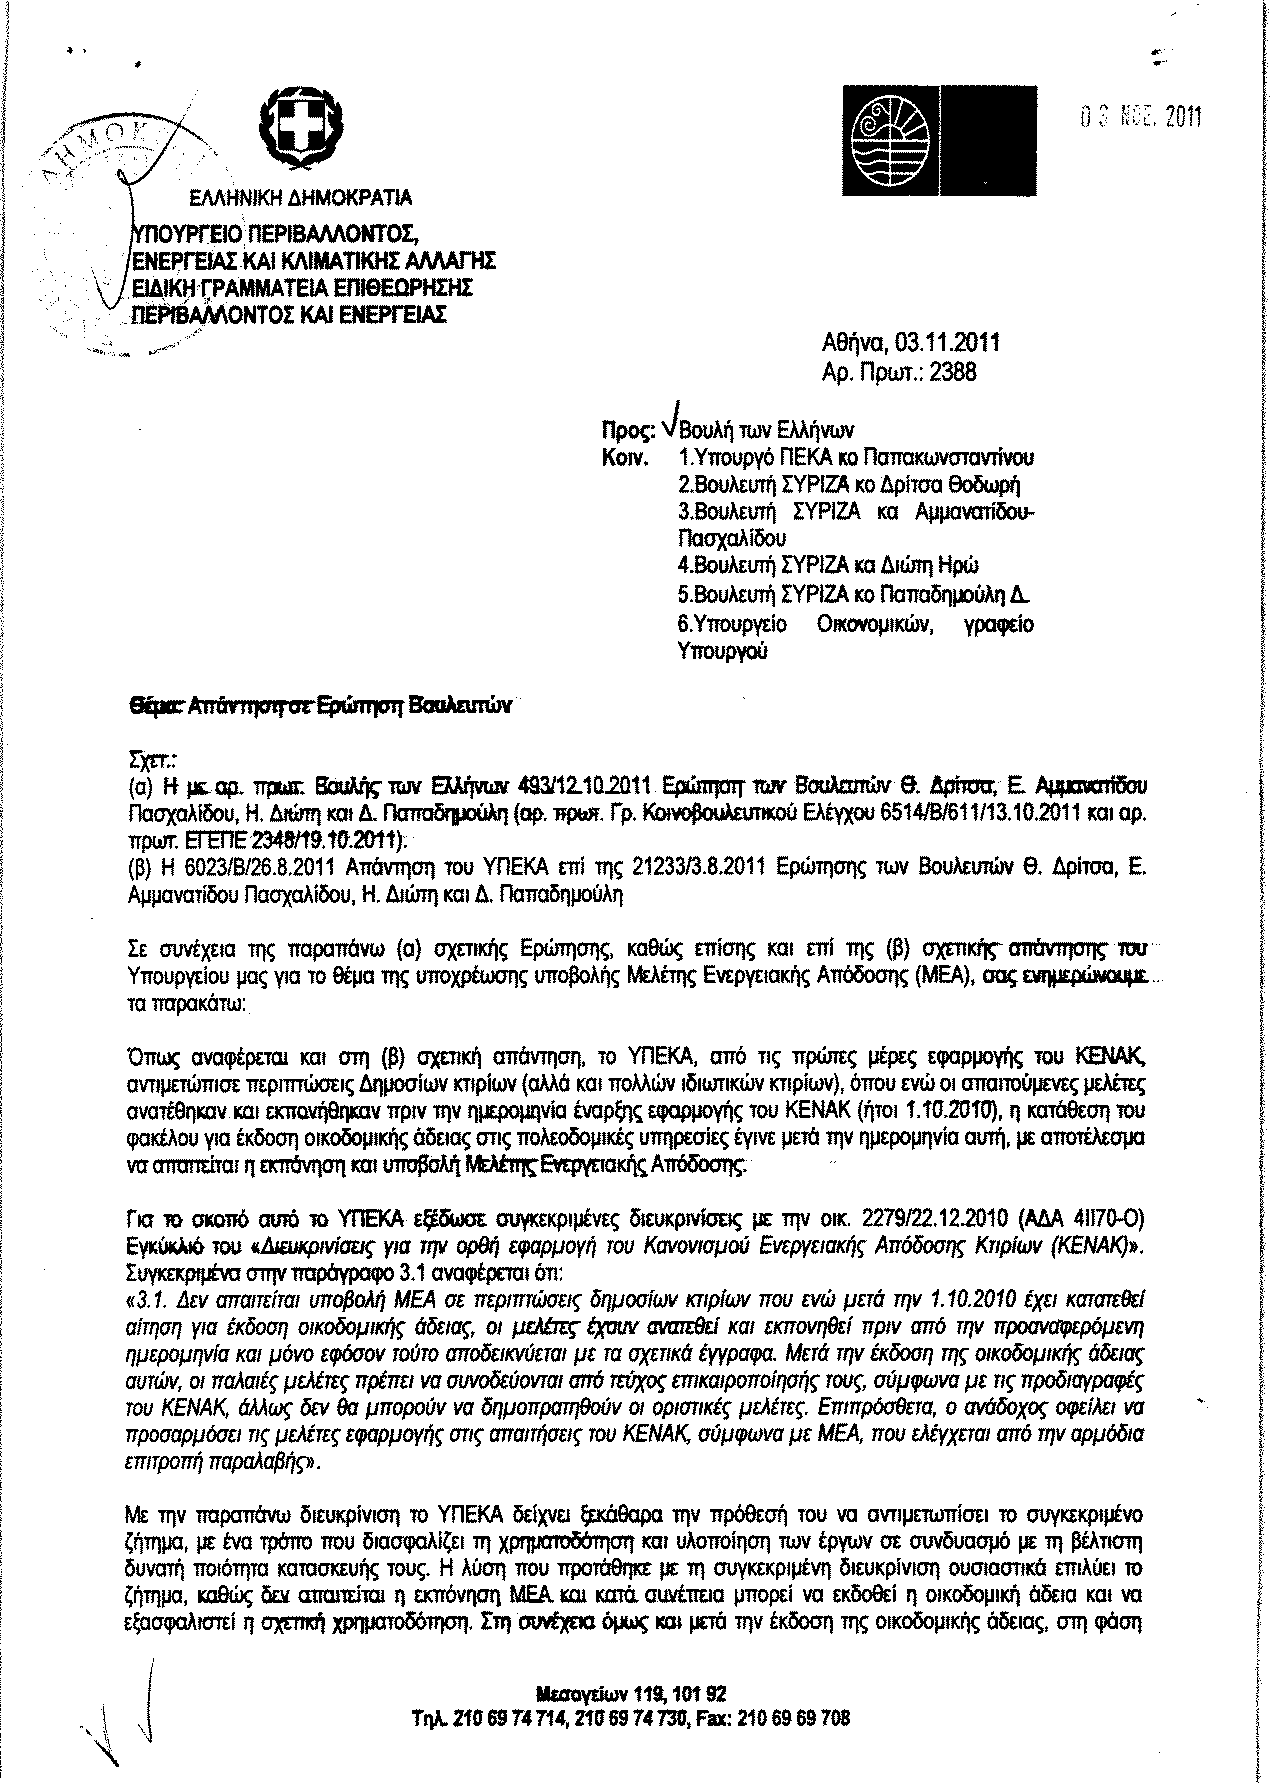 03 ΝΟΕ. 2011
ΕΛΛΗΝΙΚΗ ΔΗΜΟΚΡΑΤΙΑ
ΥΠΟΥΡΓΕΙΟ ΠΕΡΙΒΑΛΛΟΝΤΟΣ,
ΕΝΕΡΓΕΙΑΣ ΚΑΙ ΚΛΙΜΑΤΙΚΗΣ ΑΛΛΑΓΗΣ
ΕΙΔΙΚΗ ΓΡΑΜΜΑΤΕΙΑ ΕΠΙΘΕΩΡΗΣΗΣ
ΠΕΡΙΒΑΛΛΟΝΤΟΣ ΚΑΙ ΕΝΕΡΓΕΙΑΣ
Αθήνα, 03.11.2011
Αρ. Πρωτ.: 2388
Προς: Βουλή των Ελλήνων
Κοιν. 1.Υπουργό ΠΕΚΑ κο Παπακωνσταντίνου
2.Βουλευτή ΣΥΡΙΖΑ κο Δρίτσα Θοδωρή
3.Βουλευτή ΣΥΡΙΖΑ κα Αμμανατίδου-
Πασχαλίδου
4.Βουλευτή ΣΥΡΙΖΑ κα Διώτη Ηρώ
5.Βουλευτή ΣΥΡΙΖΑ κο Παπαδημούλη Δ.
6.Υπουργείο Οικονομικών, γραφείο
Υπουργού
Θέμα: Απάντηση σε Ερώτηση Βουλευτών
Σχετ.:
(α) Η με αρ. πρωτ. Βουλής των Ελλήνων 493/12.10.2011 Ερώτηση των Βουλευτών Θ. Δρίτσα, Ε. Αμμανατίδου
Πασχαλίδου, Η. Διώτη και Δ. Παπαδημούλη (αρ. πρωτ. Γρ. Κοινοβουλευτικού Ελέγχου 6514/Β/611/13.10.2011 και αρ.
πρωτ. ΕΓΕΠΕ 2348/19.10.2011).
(β) Η 6023/Β/26.8.2011 Απάντηση του ΥΠΕΚΑ επί της 21233/3.8.2011 Ερώτησης των Βουλευτών Θ. Δρίτσα, Ε.
Αμμανατίδου Πασχαλίδου, Η. Διώτη και Δ. Παπαδημούλη
Σε συνέχεια της παραπάνω (α) σχετικής Ερώτησης, καθώς επίσης και επί της (β) σχετικής απάντησης του
Υπουργείου μας για το θέμα της υποχρέωσης υποβολής Μελέτης Ενεργειακής Απόδοσης (ΜΕΑ), σας ενημερώνουμε
τα παρακάτω:
Όπως αναφέρεται και στη (β) σχετική απάντηση, το ΥΠΕΚΑ, από τις πρώτες μέρες εφαρμογής του ΚΕΝΑΚ,
αντιμετώπισε περιπτώσεις Δημοσίων κτιρίων (αλλά και πολλών ιδιωτικών κτιρίων), όπου ενώ οι απαιτούμενες μελέτες
ανατέθηκαν και εκπονήθηκαν πριν την ημερομηνία έναρξης εφαρμογής του ΚΕΝΑΚ (ήτοι 1.10.2010), η κατάθεση του
φακέλου για έκδοση οικοδομικής άδειας στις πολεοδομικές υπηρεσίες έγινε μετά την ημερομηνία αυτή, με αποτέλεσμα
να απαιτείται η εκπόνηση και υποβολή Μελέτης Ενεργειακής Απόδοσης.
Για το σκοπό αυτό το ΥΠΕΚΑ εξέδωσε συγκεκριμένες διευκρινίσεις με την οικ. 2279/22.12.2010 (ΑΔΑ 4ΙΙ70-Ο)
Εγκύκλιό του «Διευκρινίσεις για την ορθή εφαρμογή του Κανονισμού Ενεργειακής Απόδοσης Κτιρίων (ΚΕΝΑΚ)».
Συγκεκριμένα στην παράγραφο 3.1 αναφέρεται ότι:
«3.1. Δεν απαιτείται υποβολή ΜΕΑ σε περιπτώσεις δημοσίων κτιρίων που ενώ μετά την 1.10.2010 έχει κατατεθεί
αίτηση για έκδοση οικοδομικής άδειας, οι μελέτες έχουν ανατεθεί και εκπονηθεί πριν από την προαναφερόμενη
ημερομηνία και μόνο εφόσον τούτο αποδεικνύεται με τα σχετικά έγγραφα. Μετά την έκδοση της οικοδομικής άδειας
αυτών, οι παλαιές μελέτες πρέπει να συνοδεύονται από τεύχος επικαιροποίησής τους, σύμφωνα με τις προδιαγραφές
του ΚΕΝΑΚ, άλλως δεν θα μπορούν να δημοπρατηθούν οι οριστικές μελέτες. Επιπρόσθετα, ο ανάδοχος οφείλει να
προσαρμόσει τις μελέτες εφαρμογής στις απαιτήσεις του ΚΕΝΑΚ, σύμφωνα με ΜΕΑ, που ελέγχεται από την αρμόδια
επιτροπή παραλαβής».
Με την παραπάνω διευκρίνιση το ΥΠΕΚΑ δείχνει ξεκάθαρα την πρόθεσή του να αντιμετωπίσει το συγκεκριμένο
ζήτημα, με ένα τρόπο που διασφαλίζει τη χρηματοδότηση και υλοποίηση των έργων σε συνδυασμό με τη βέλτιστη
δυνατή ποιότητα κατασκευής τους. Η λύση που προτάθηκε με τη συγκεκριμένη διευκρίνιση ουσιαστικά επιλύει το
ζήτημα, καθώς δεν απαιτείται η εκπόνηση ΜΕΑ και κατά συνέπεια μπορεί να εκδοθεί η οικοδομική άδεια και να
εξασφαλιστεί η σχετική χρηματοδότηση. Στη συνέχεια όμως και μετά την έκδοση της οικοδομικής άδειας, στη φάση
Μεσογείων 119, 101 92
Τηλ. 210 69 74 714, 210 69 74 730, Fax: 210 69 69 708